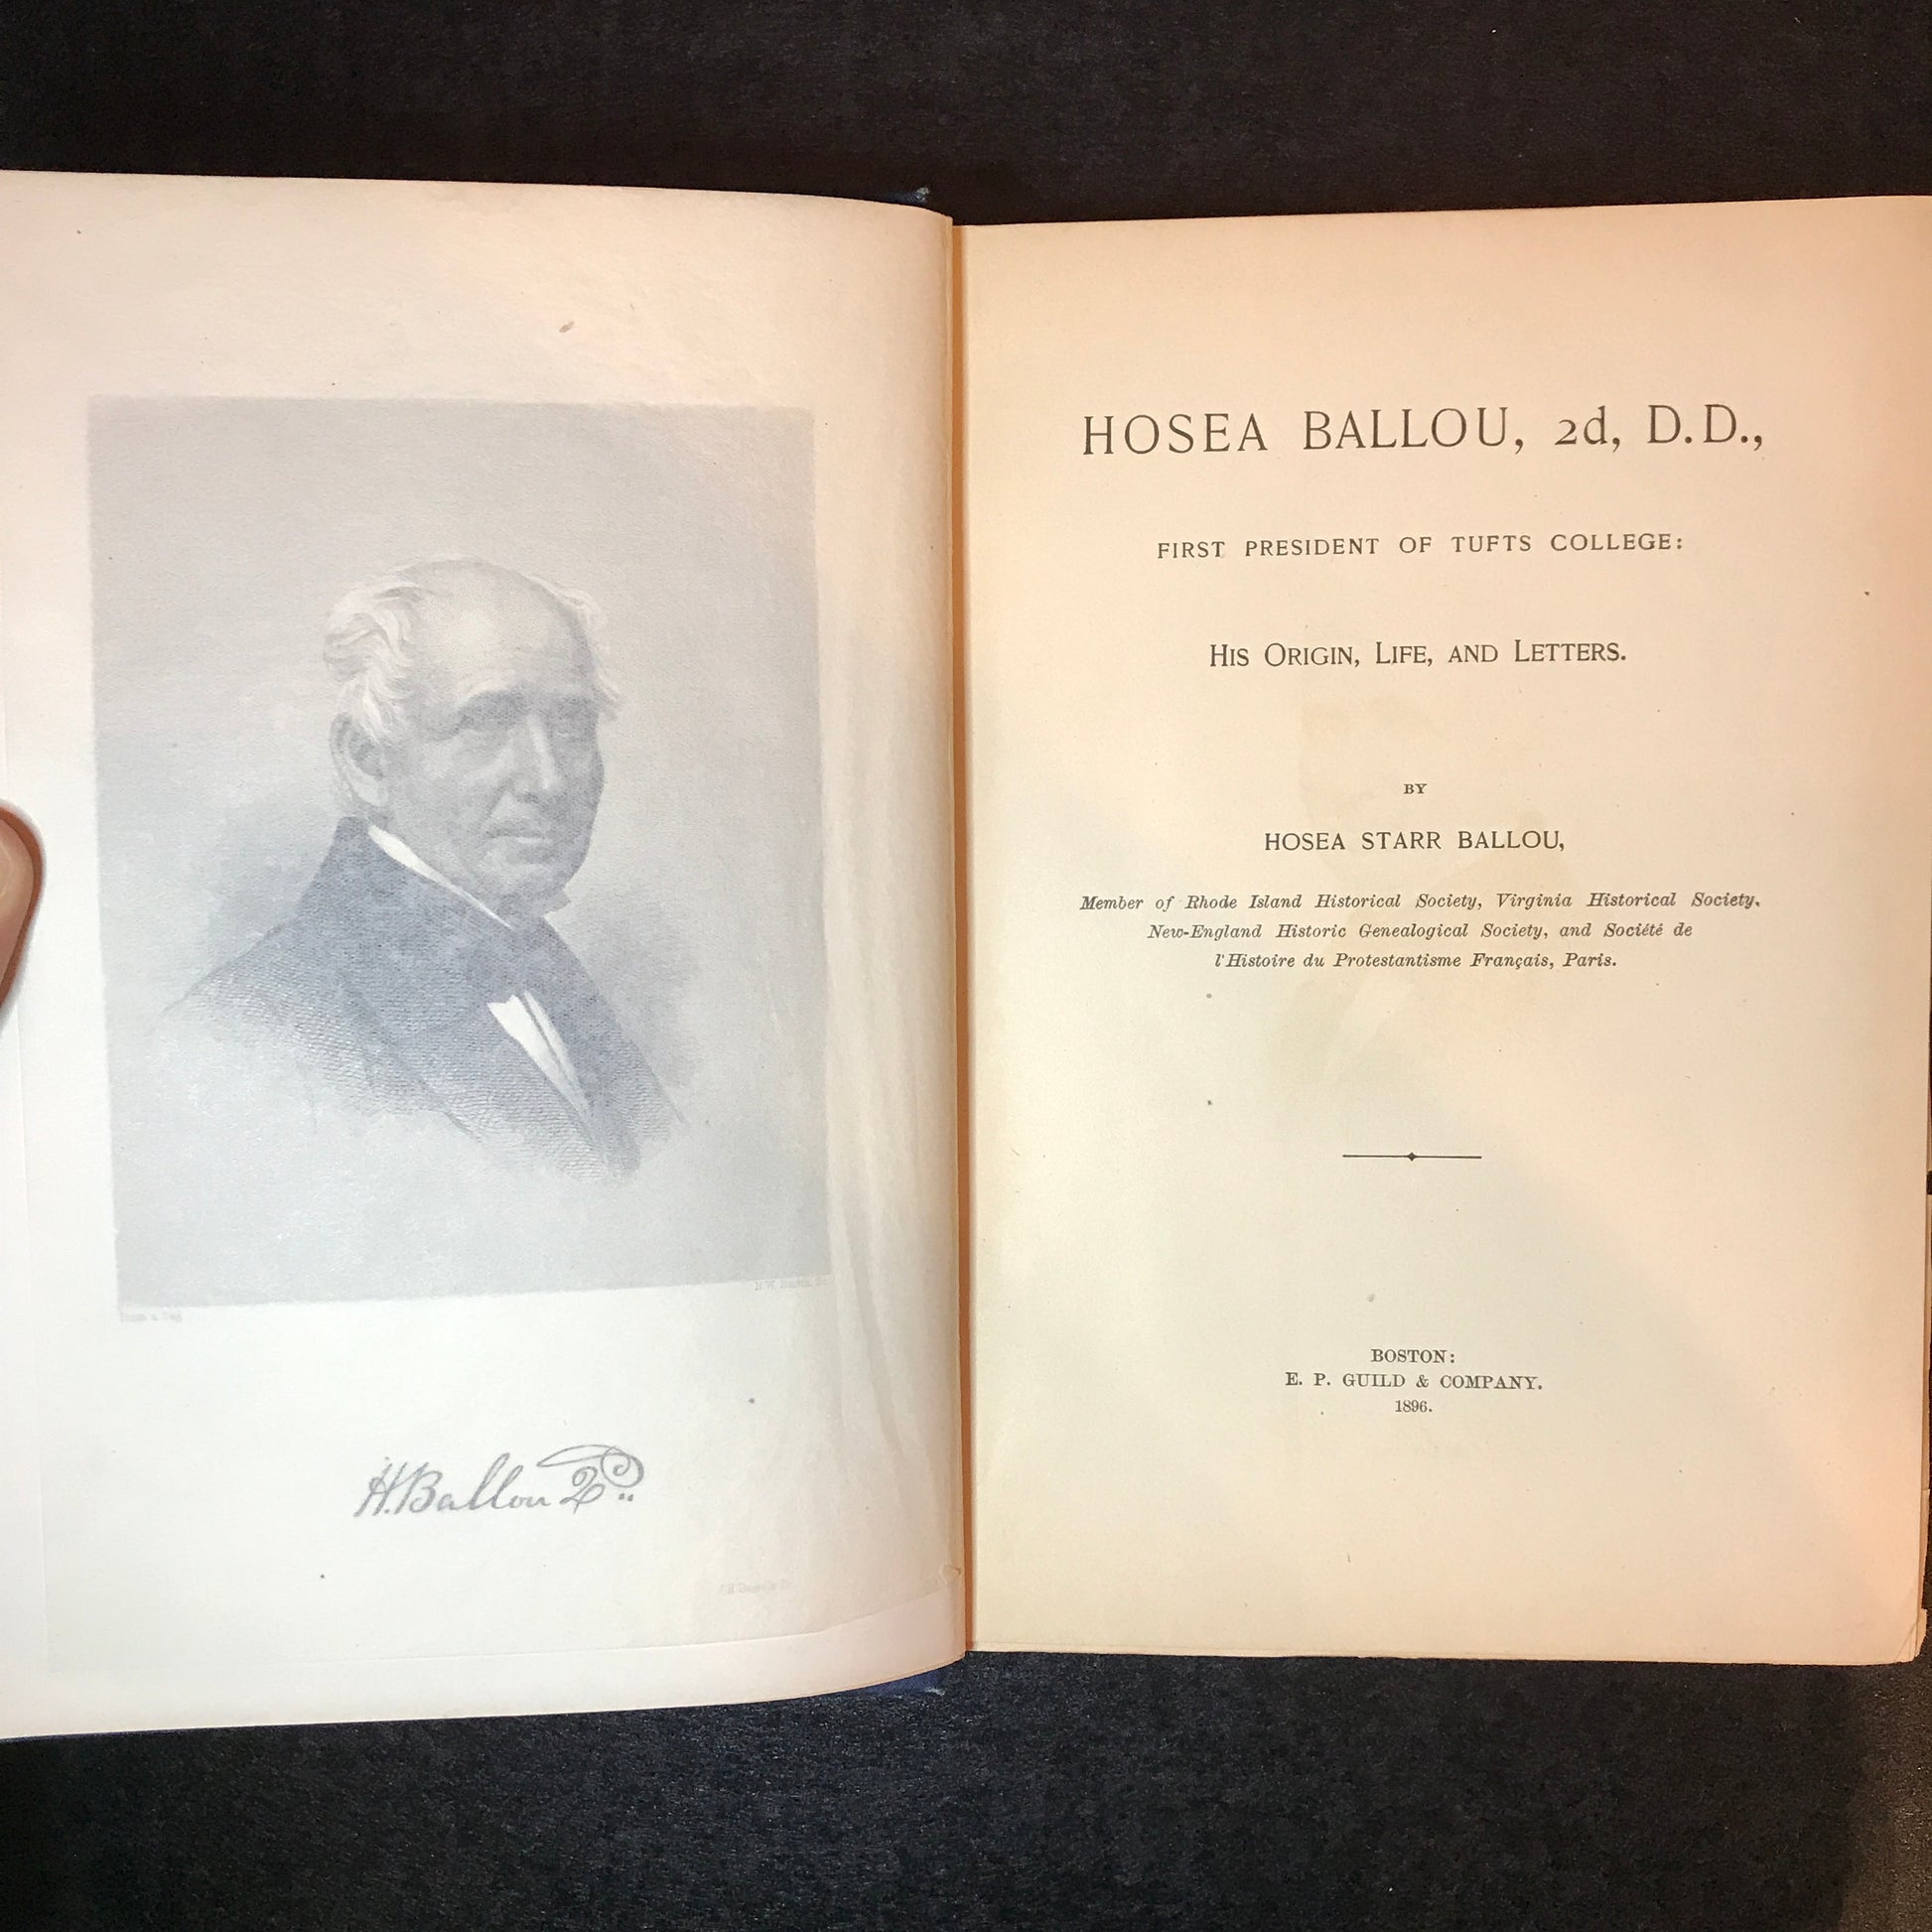 H. Ballou 2d
HOSEA BALLOU, 2d, D.D.,
FIRST PRESIDENT OF TUFTS COLLEGE:
HIS ORIGIN, LIFE, AND LETTERS.
BY
HOSEA STARR BALLOU,
Member of Rhode Island Historical Society, Virginia Historical Society,
New-England Historic Genealogical Society, and Société de
l'Histoire du Protestantisme Français, Paris.
BOSTON:
E. P. GUILD & COMPANY.
1896.